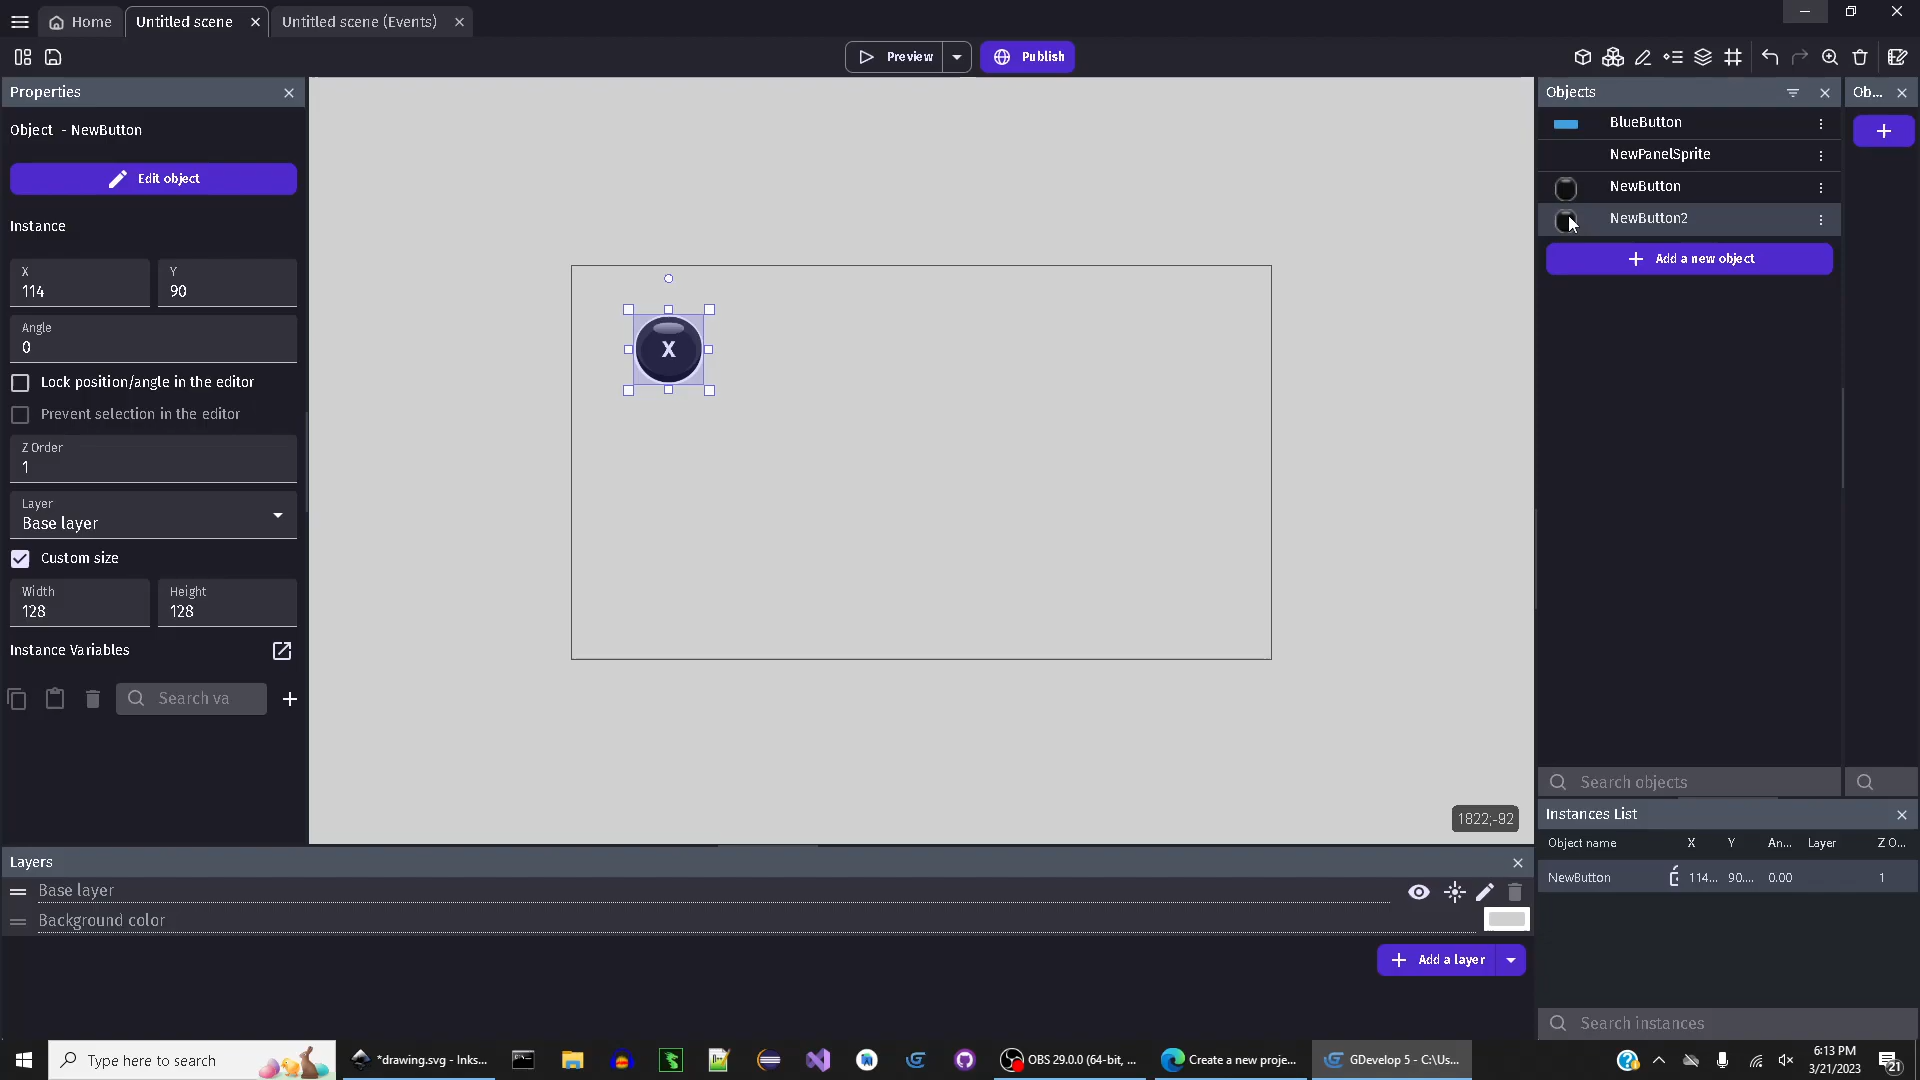 Home
Untitled scene
Untitled scene (Events)
Preview
Publish
Properties
Object - NewButton
Edit object
Instance
X
114
Y
90
Angle
0
Lock position/angle in the editor
Prevent selection in the editor
Z Order
1
Layer
Base layer
Custom size
Width
128
Height
128
Instance Variables
Search va
X
1822;-92
Objects
BlueButton
NewPanelSprite
NewButton
NewButton2
Add a new object
Search objects
Ob...
Instances List
Object name X Y An... Layer Z O...
NewButton 114... 90.... 0.00 1
Search instances
Layers
Base layer
Background color
Add a layer
Type here to search
*drawing.svg - Inks...
OBS 29.0.0 (64-bit, ...
Create a new proje...
GDevelop 5 - C:\Us...
6:13 PM
3/21/2023
21